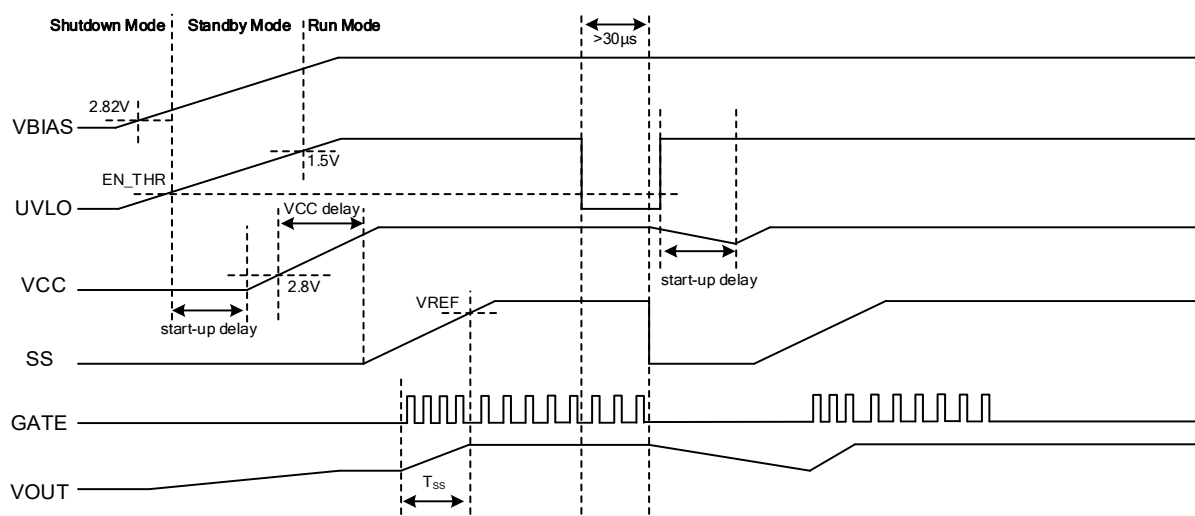 Shutdown Mode Standby Mode Run Mode
>30µs
2.82V
VBIAS
1.5V
EN_THR
UVLO
VCC delay
VCC
2.8V
start-up delay
start-up delay
VREF
SS
GATE
VOUT
TSS